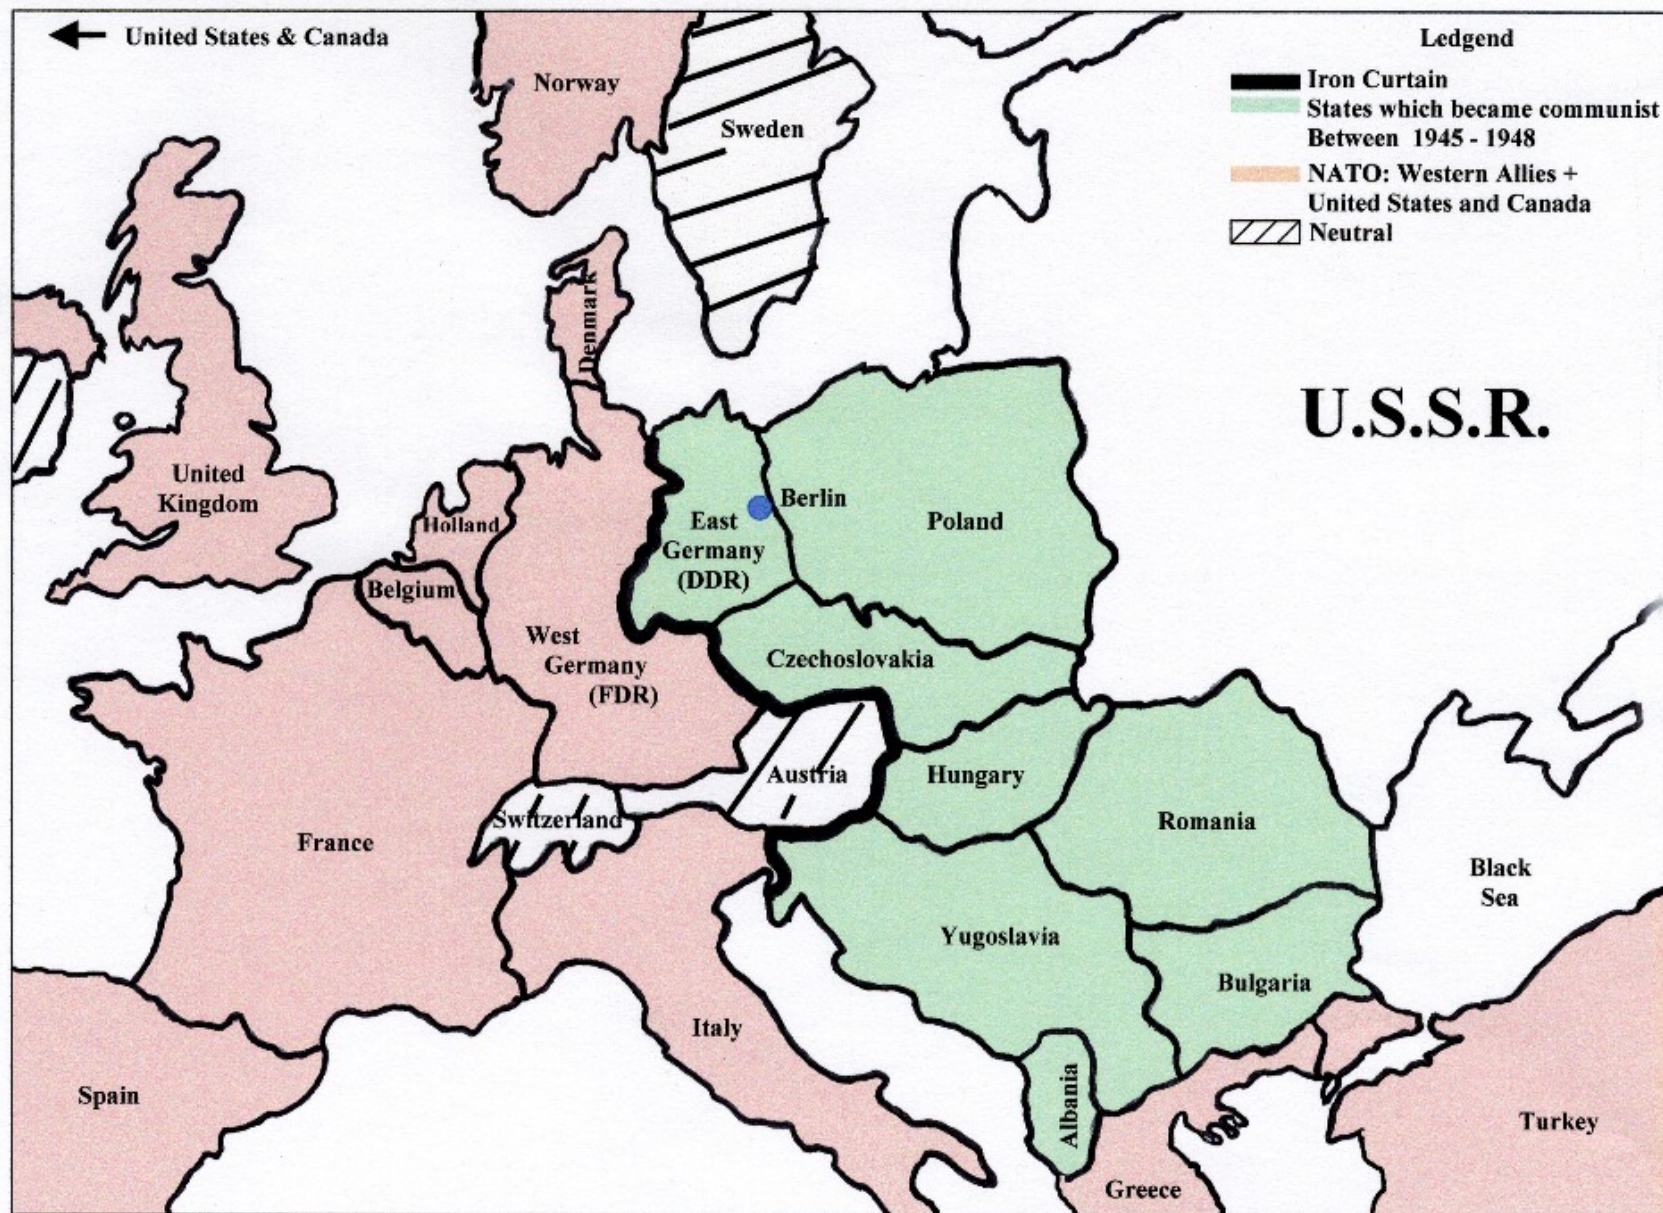 United States & Canada
Ledgend
Iron Curtain
States which became communist
Between 1945 - 1948
NATO: Western Allies +
United States and Canada
Neutral
Norway
Sweden
Denmark
U.S.S.R.
United
Kingdom
Holland
Berlin
East
Germany
(DDR)
Poland
Belgium
West
Germany
(FDR)
Czechoslovakia
Austria
Hungary
Switzerland
France
Romania
Black
Sea
Yugoslavia
Bulgaria
Italy
Spain
Albania
Turkey
Greece